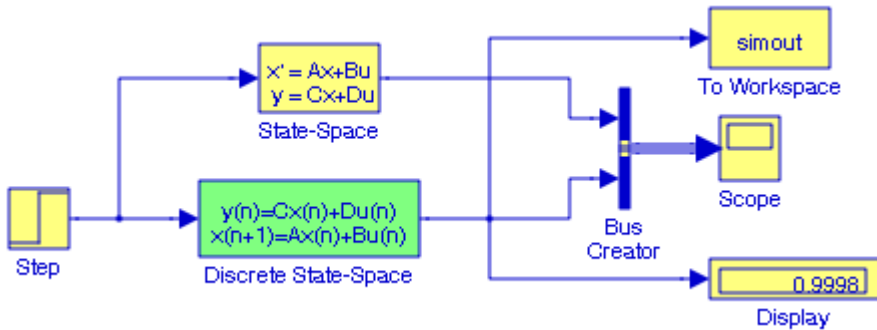 simout
To Workspace
x' = Ax+Bu
y = Cx+Du
State-Space
Scope
y(n)=Cx(n)+Du(n)
x(n+1)=Ax(n)+Bu(n)
Discrete State-Space
Step
Bus
Creator
0.9998
Display